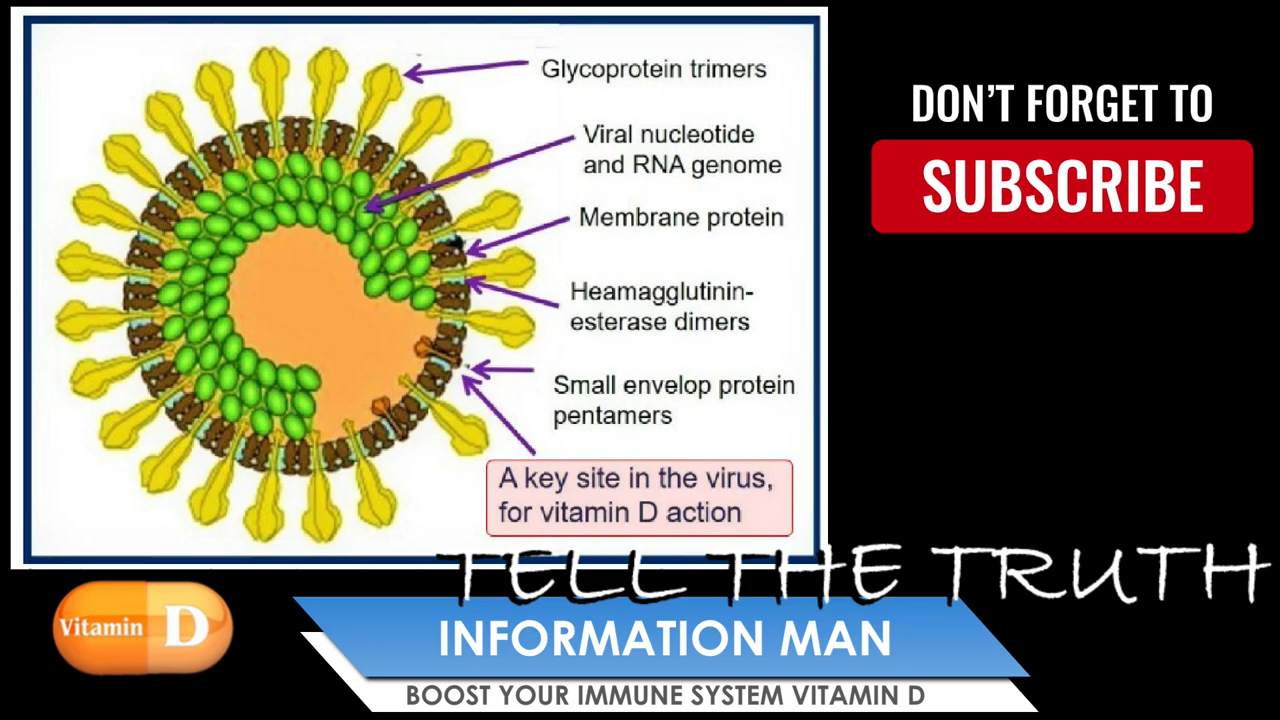 Glycoprotein trimers
Viral nucleotide
and RNA genome
Membrane protein
Heamagglutinin-
esterase dimers
Small envelop protein
pentamers
A key site in the virus,
for vitamin D action
DON'T FORGET TO
SUBSCRIBE
TELL THE TRUTH
Vitamin D
INFORMATION MAN
BOOST YOUR IMMUNE SYSTEM VITAMIN D